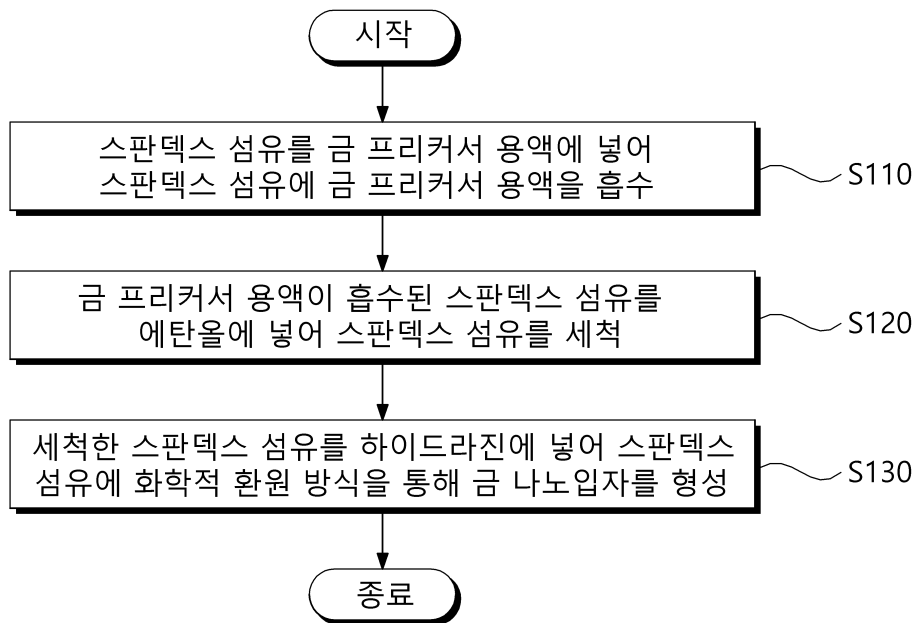 시작
스판덱스 섬유를 금 프리커서 용액에 넣어
스판덱스 섬유에 금 프리커서 용액을 흡수
S110
금 프리커서 용액이 흡수된 스판덱스 섬유를
에탄올에 넣어 스판덱스 섬유를 세척
S120
세척한 스판덱스 섬유를 하이드라진에 넣어 스판덱스
섬유에 화학적 환원 방식을 통해 금 나노입자를 형성
S130
종료